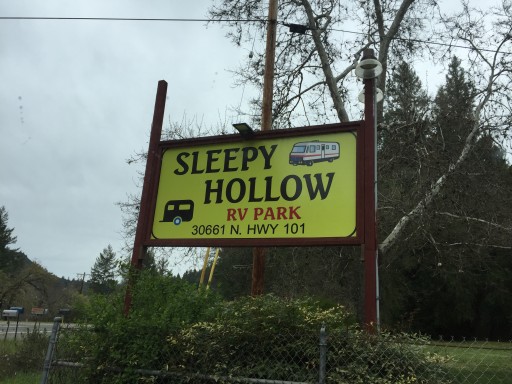 SLEEPY
HOLLOW
RV PARK
30661 N. HWY 101